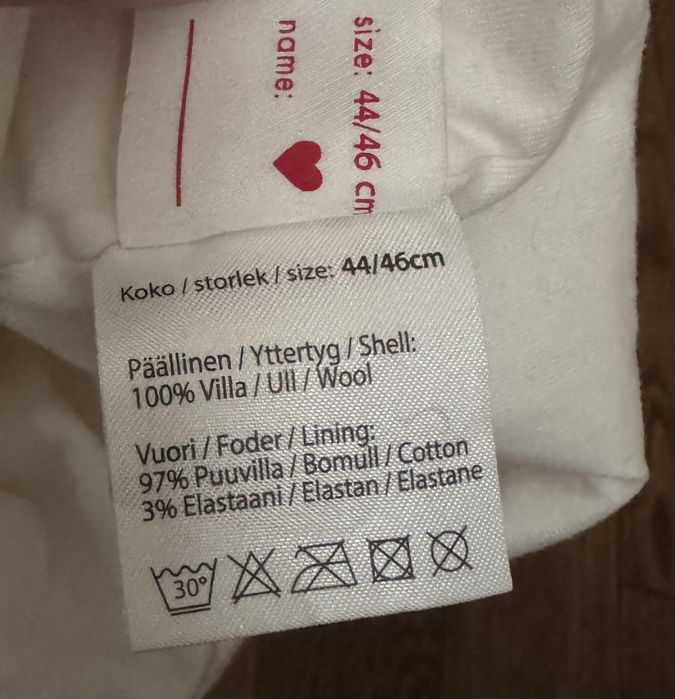 size: 44/46 cm
name:
Koko / storlek / size: 44/46cm
Päällinen / Yttertyg / Shell:
100% Villa / Ull / Wool
Vuori / Foder / Lining:
97% Puuvilla / Bomull / Cotton
3% Elastaani / Elastan / Elastane
30°